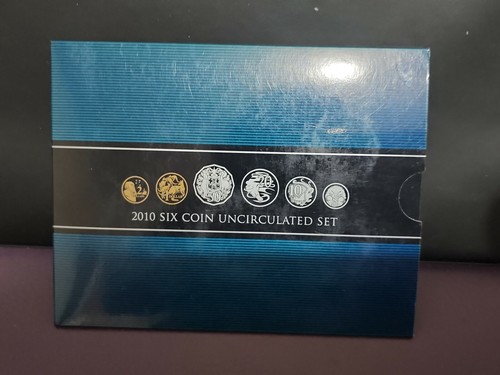 2010 SIX COIN UNCIRCULATED SET